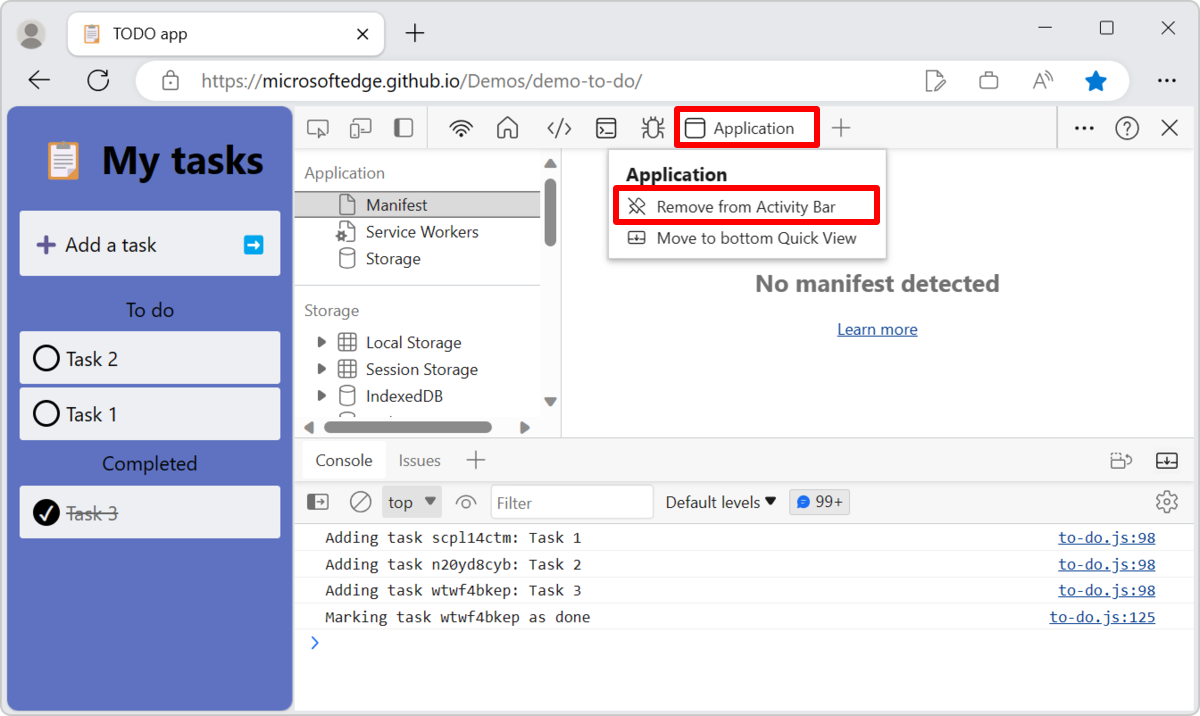 TODO app
https://microsoftedge.github.io/Demos/demo-to-do/
My tasks
Add a task
To do
Task 2
Task 1
Completed
Task 3
Application
Application
Manifest
Service Workers
Storage
Storage
Local Storage
Session Storage
IndexedDB
Application
Remove from Activity Bar
Move to bottom Quick View
No manifest detected
Learn more
Console Issues
top Filter Default levels 99+
Adding task scpl14ctm: Task 1 to-do.js:98
Adding task n20yd8cyb: Task 2 to-do.js:98
Adding task wtwf4bkep: Task 3 to-do.js:98
Marking task wtwf4bkep as done to-do.js:125